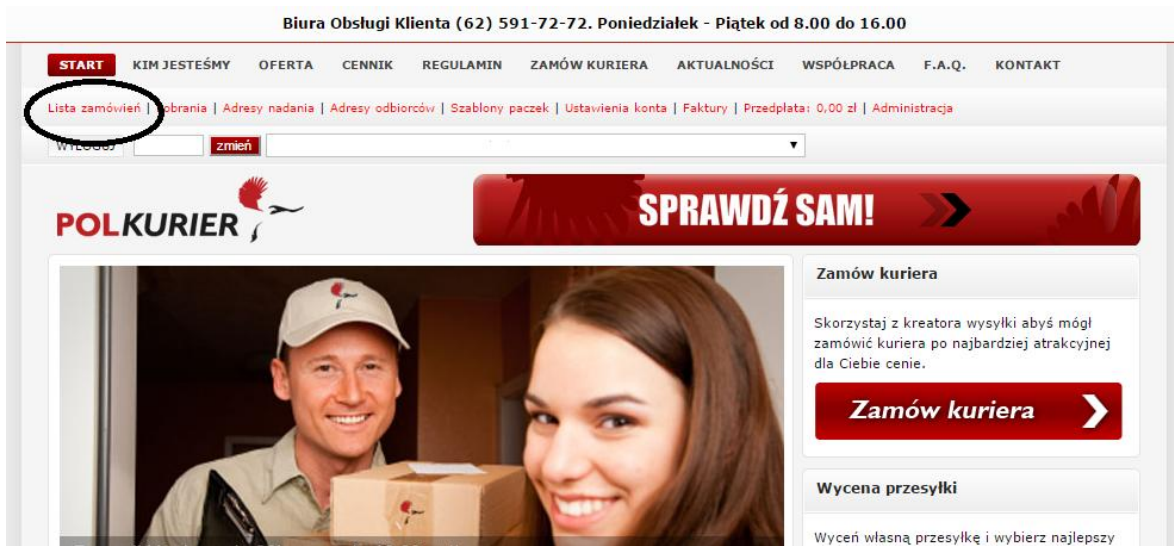 Biura Obsługi Klienta (62) 591-72-72. Poniedziałek - Piątek od 8.00 do 16.00
START KIM JESTEŚMY OFERTA CENNIK REGULAMIN ZAMÓW KURIERA AKTUALNOŚCI WSPÓŁPRACA F.A.Q. KONTAKT
Lista zamówień | Pobrania | Adresy nadania | Adresy odbiorców | Szablony paczek | Ustawienia konta | Faktury | Przedpłata: 0,00 zł | Administracja
WYLOGUJ zmień
POLKURIER
SPRAWDŹ SAM!
Zamów kuriera
Skorzystaj z kreatora wysyłki abyś mógł
zamówić kuriera po najbardziej atrakcyjnej
dla Ciebie cenie.
Zamów kuriera
Wycena przesyłki
Wyceń własną przesyłkę i wybierz najlepszy